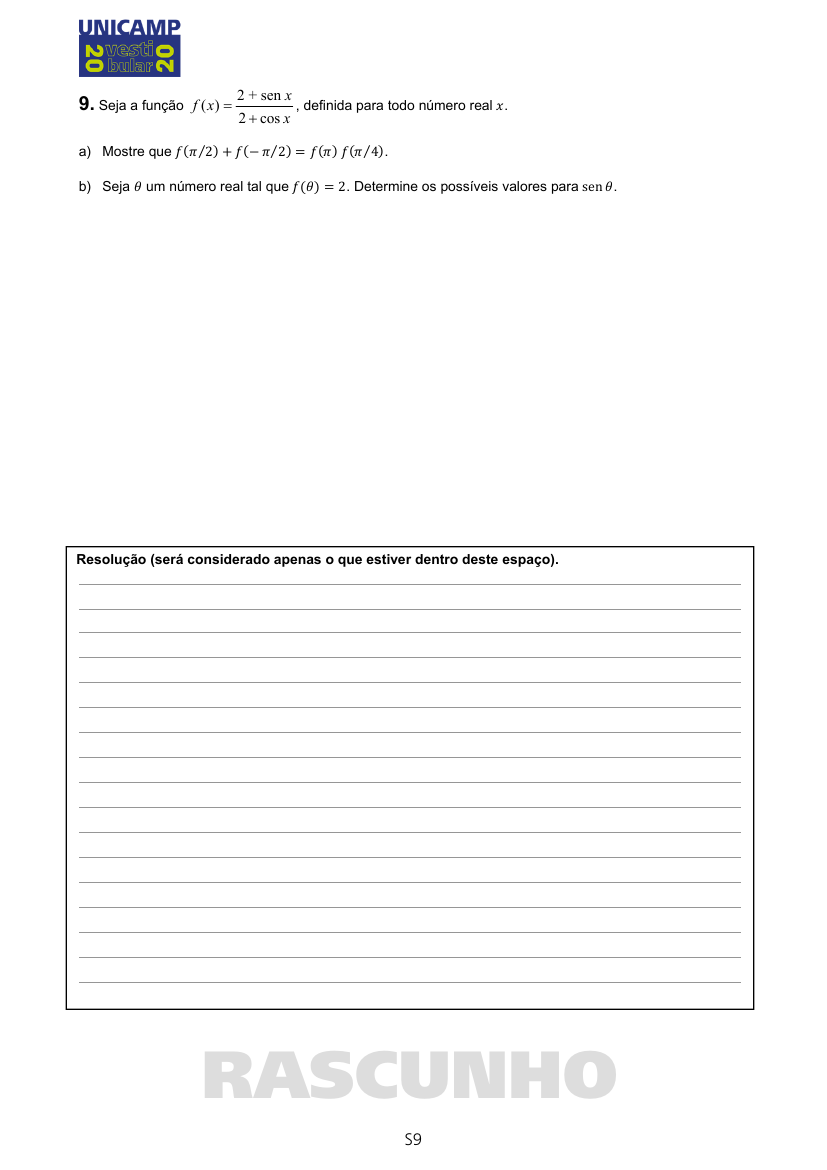 UNICAMP
20 vestibular 20
9. Seja a função f(x) = (2 + sen x)/(2 + cos x), definida para todo número real x.
a) Mostre que f(π/2) + f(− π/2) = f(π) f(π/4).
b) Seja θ um número real tal que f(θ) = 2. Determine os possíveis valores para sen θ.
Resolução (será considerado apenas o que estiver dentro deste espaço).
RASCUNHO
S9